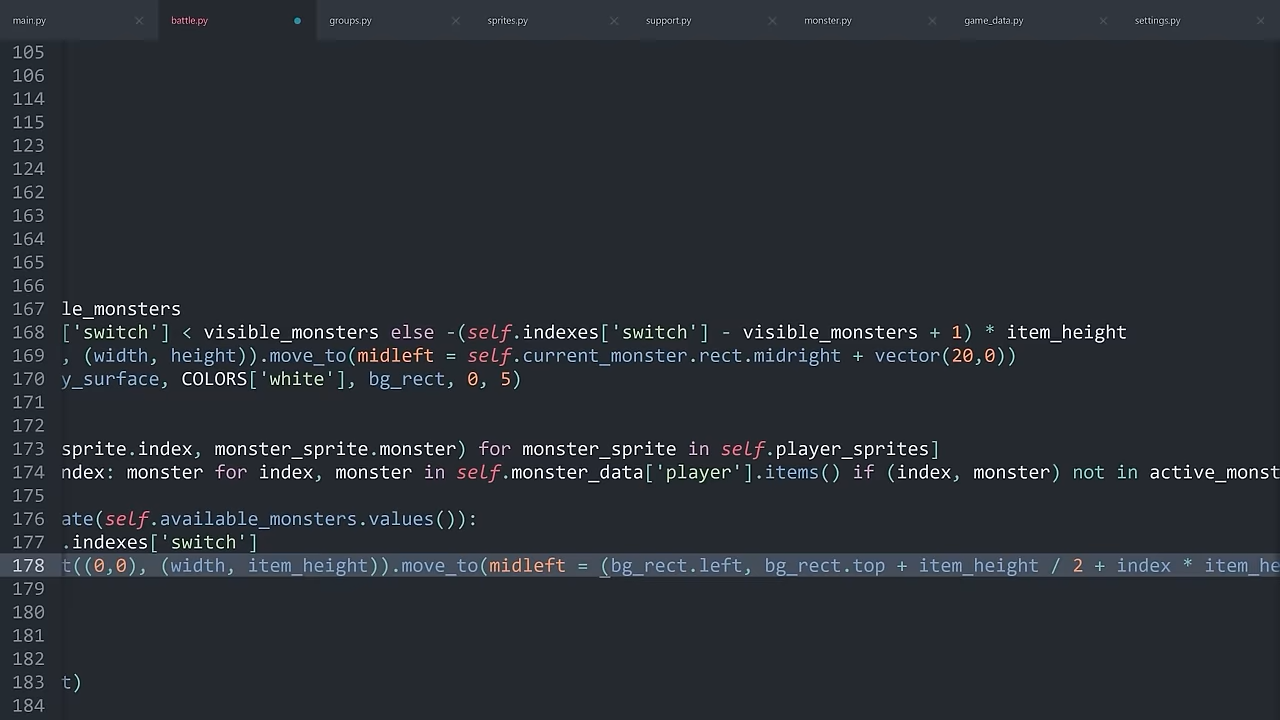 main.py battle.py groups.py sprites.py support.py monster.py game_data.py settings.py
105
106
114
115
123
124
162
163
164
165
166
167 le_monsters
168 ['switch'] < visible_monsters else -(self.indexes['switch'] - visible_monsters + 1) * item_height
169 , (width, height)).move_to(midleft = self.current_monster.rect.midright + vector(20,0))
170 y_surface, COLORS['white'], bg_rect, 0, 5)
171
172
173 sprite.index, monster_sprite.monster) for monster_sprite in self.player_sprites]
174 ndex: monster for index, monster in self.monster_data['player'].items() if (index, monster) not in active_monst
175
176 ate(self.available_monsters.values()):
177 .indexes['switch']
178 t((0,0), (width, item_height)).move_to(midleft = (bg_rect.left, bg_rect.top + item_height / 2 + index * item_he
179
180
181
182
183 t)
184